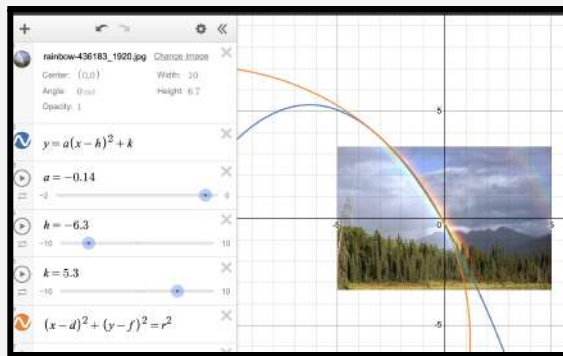 rainbow-436183_1920.jpg Change Image
Center: (0,0) Width: 10
Angle: 0 rad Height: 6.7
Opacity: 1
y = a(x − h)² + k
a = −0.14
-2 0
h = −6.3
-10 10
k = 5.3
-10 10
(x − d)² + (y − f)² = r²
5
-5 0 5
-5